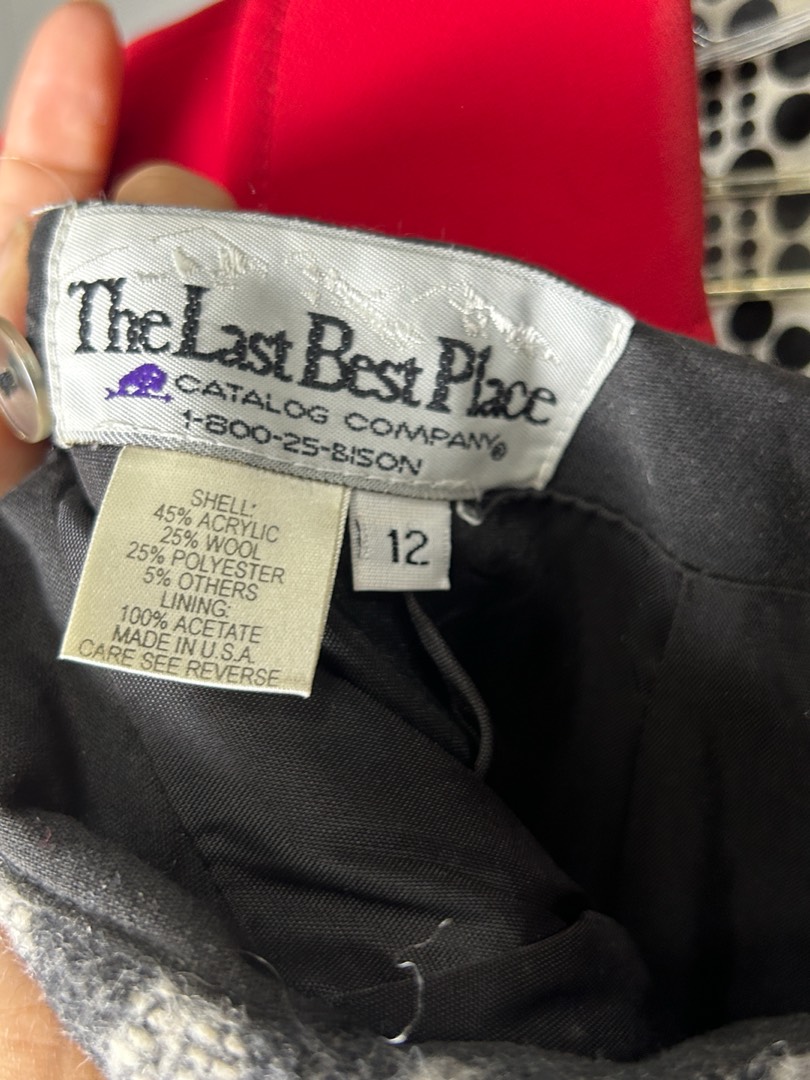 The Last Best Place
CATALOG COMPANY®
1-800-25-BISON
SHELL:
45% ACRYLIC
25% WOOL
25% POLYESTER
5% OTHERS
LINING:
100% ACETATE
MADE IN U.S.A.
CARE SEE REVERSE
12